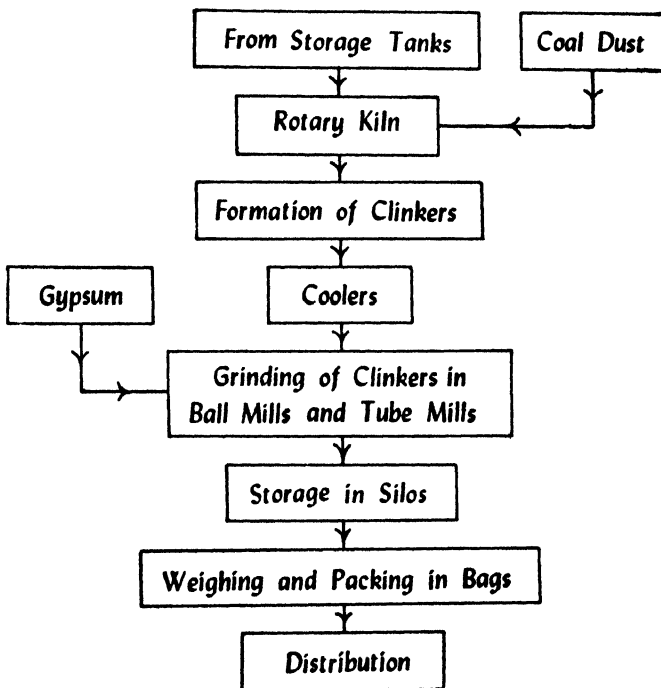 From Storage Tanks
Coal Dust
Rotary Kiln
Formation of Clinkers
Gypsum
Coolers
Grinding of Clinkers in
Ball Mills and Tube Mills
Storage in Silos
Weighing and Packing in Bags
Distribution